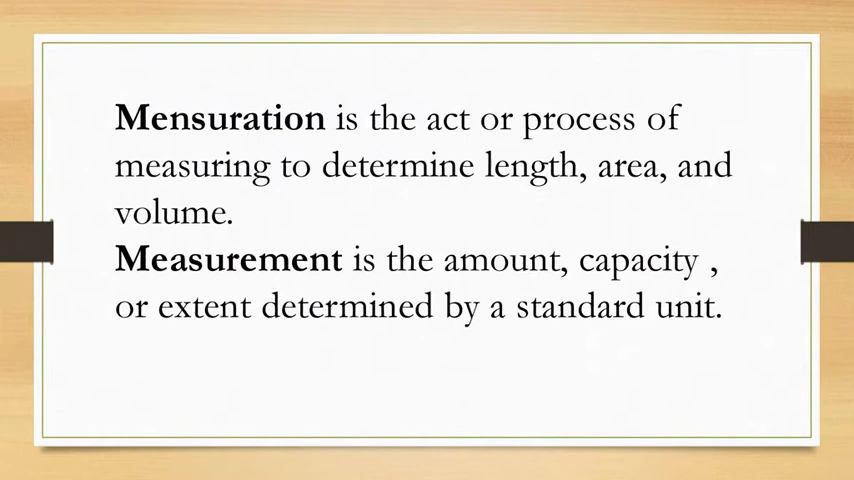 Mensuration is the act or process of
measuring to determine length, area, and
volume.
Measurement is the amount, capacity ,
or extent determined by a standard unit.